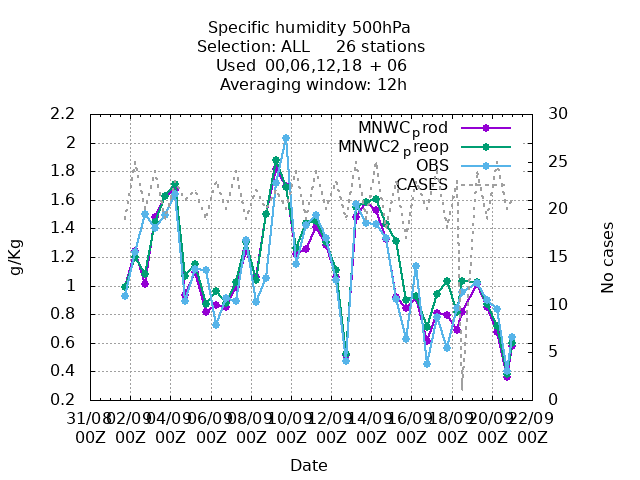 Specific humidity 500hPa
Selection: ALL 26 stations
Used 00,06,12,18 + 06
Averaging window: 12h
MNWCprod
MNWC2preop
OBS
CASES
g/Kg
2.2
2
1.8
1.6
1.4
1.2
1
0.8
0.6
0.4
0.2
No cases
30
25
20
15
10
5
0
31/08 02/09 04/09 06/09 08/09 10/09 12/09 14/09 16/09 18/09 20/09 22/09
00Z 00Z 00Z 00Z 00Z 00Z 00Z 00Z 00Z 00Z 00Z 00Z
Date